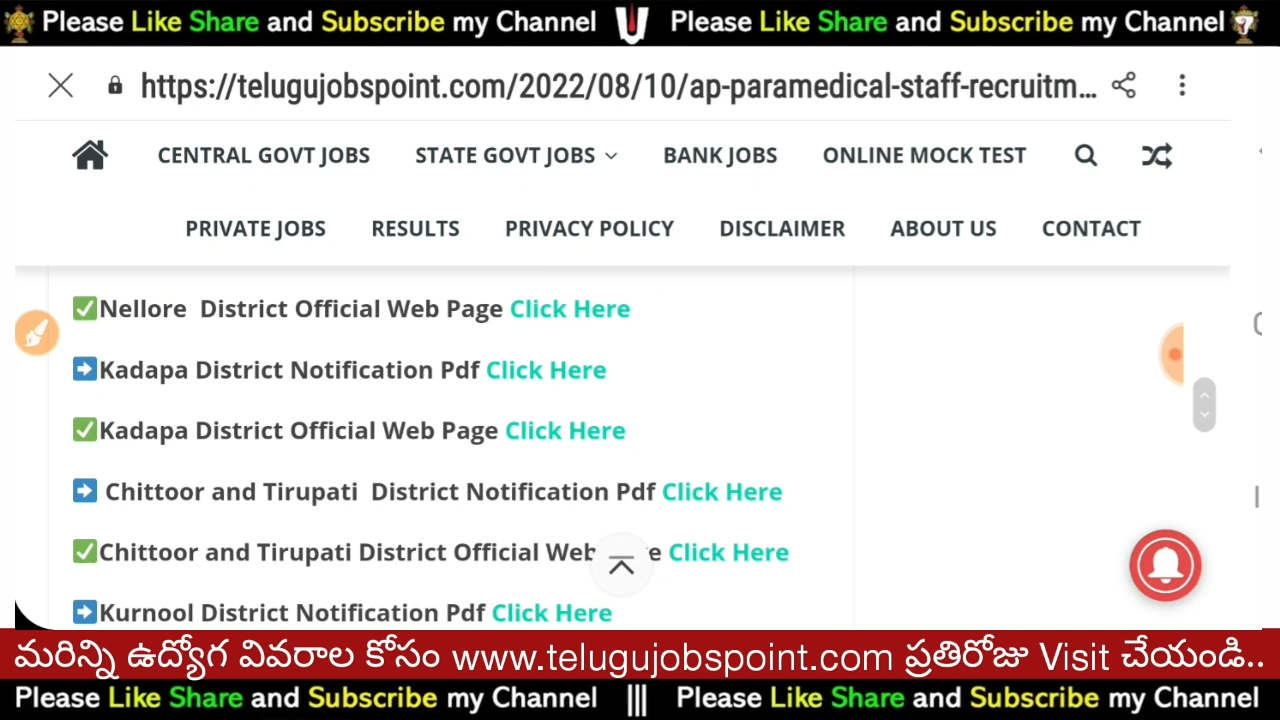 Please Like Share and Subscribe my Channel Please Like Share and Subscribe my Channel
https://telugujobspoint.com/2022/08/10/ap-paramedical-staff-recruitm...
CENTRAL GOVT JOBS STATE GOVT JOBS BANK JOBS ONLINE MOCK TEST
PRIVATE JOBS RESULTS PRIVACY POLICY DISCLAIMER ABOUT US CONTACT
Nellore District Official Web Page Click Here
Kadapa District Notification Pdf Click Here
Kadapa District Official Web Page Click Here
Chittoor and Tirupati District Notification Pdf Click Here
Chittoor and Tirupati District Official Web Click Here
Kurnool District Notification Pdf Click Here
మరిన్ని ఉద్యోగ వివరాల కోసం www.telugujobspoint.com ప్రతిరోజు Visit చేయండి..
Please Like Share and Subscribe my Channel ||| Please Like Share and Subscribe my Channel